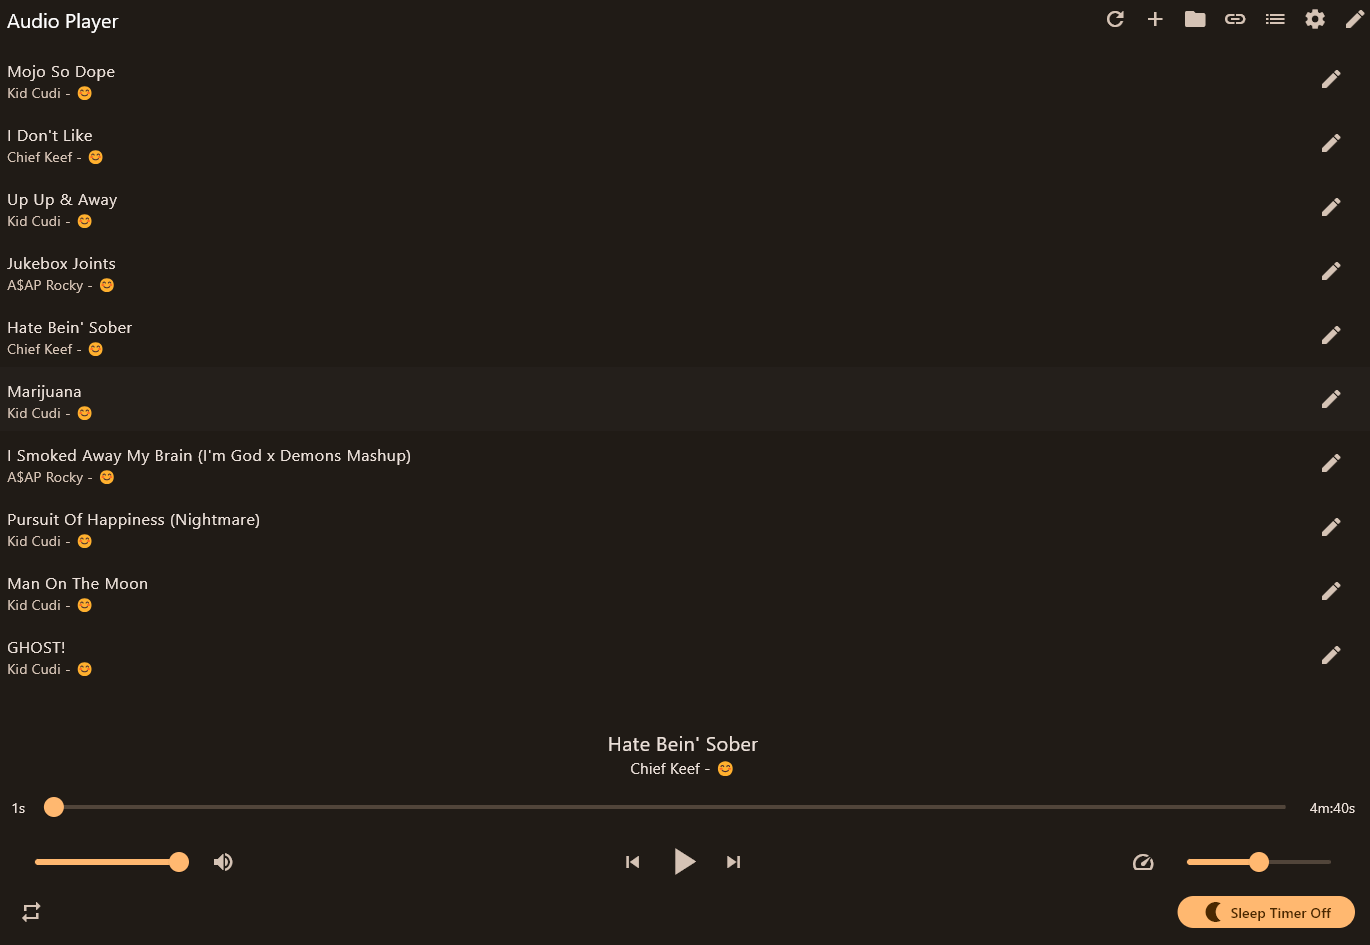 Audio Player
Mojo So Dope
Kid Cudi - 😊
I Don't Like
Chief Keef - 😊
Up Up & Away
Kid Cudi - 😊
Jukebox Joints
A$AP Rocky - 😊
Hate Bein' Sober
Chief Keef - 😊
Marijuana
Kid Cudi - 😊
I Smoked Away My Brain (I'm God x Demons Mashup)
A$AP Rocky - 😊
Pursuit Of Happiness (Nightmare)
Kid Cudi - 😊
Man On The Moon
Kid Cudi - 😊
GHOST!
Kid Cudi - 😊
Hate Bein' Sober
Chief Keef - 😊
1s
4m:40s
Sleep Timer Off